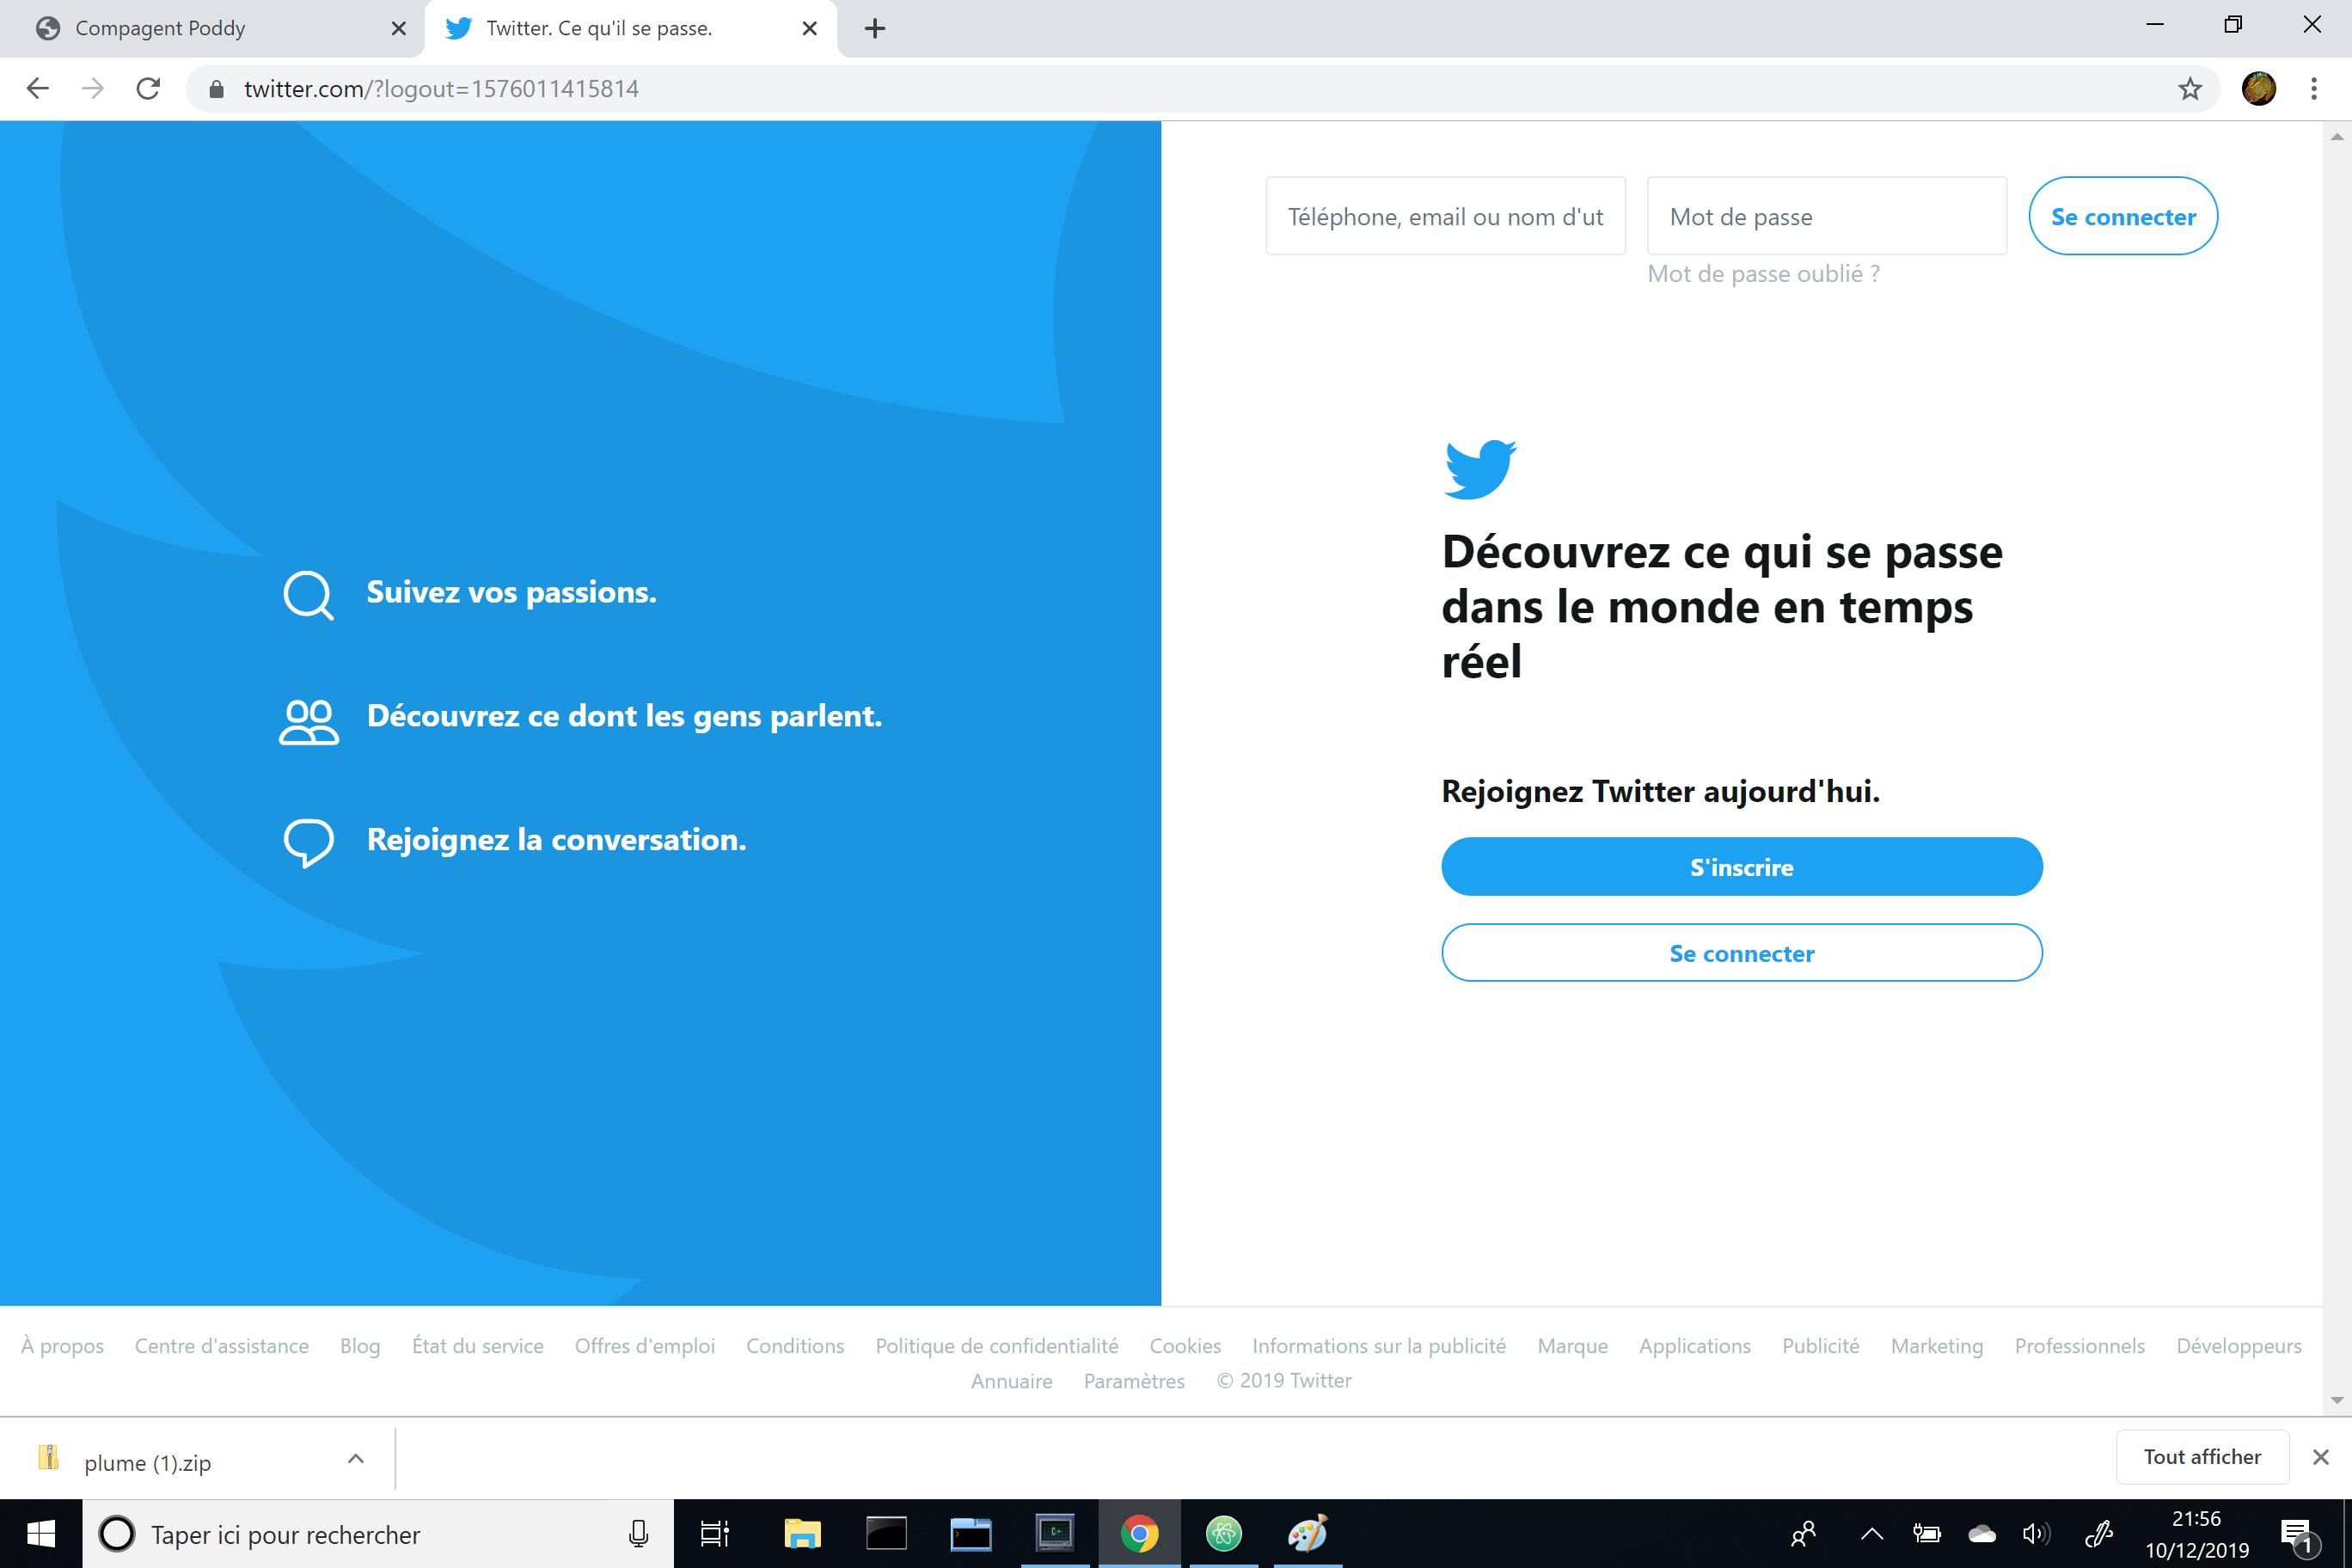 Compagent Poddy
Twitter. Ce qu'il se passe.
twitter.com/?logout=1576011415814
Téléphone, email ou nom d'ut
Mot de passe
Se connecter
Mot de passe oublié ?
Suivez vos passions.
Découvrez ce dont les gens parlent.
Rejoignez la conversation.
Découvrez ce qui se passe
dans le monde en temps
réel
Rejoignez Twitter aujourd'hui.
S'inscrire
Se connecter
À propos Centre d'assistance Blog État du service Offres d'emploi Conditions Politique de confidentialité Cookies Informations sur la publicité Marque Applications Publicité Marketing Professionnels Développeurs
Annuaire Paramètres © 2019 Twitter
plume (1).zip
Tout afficher
Taper ici pour rechercher
21:56
10/12/2019
1